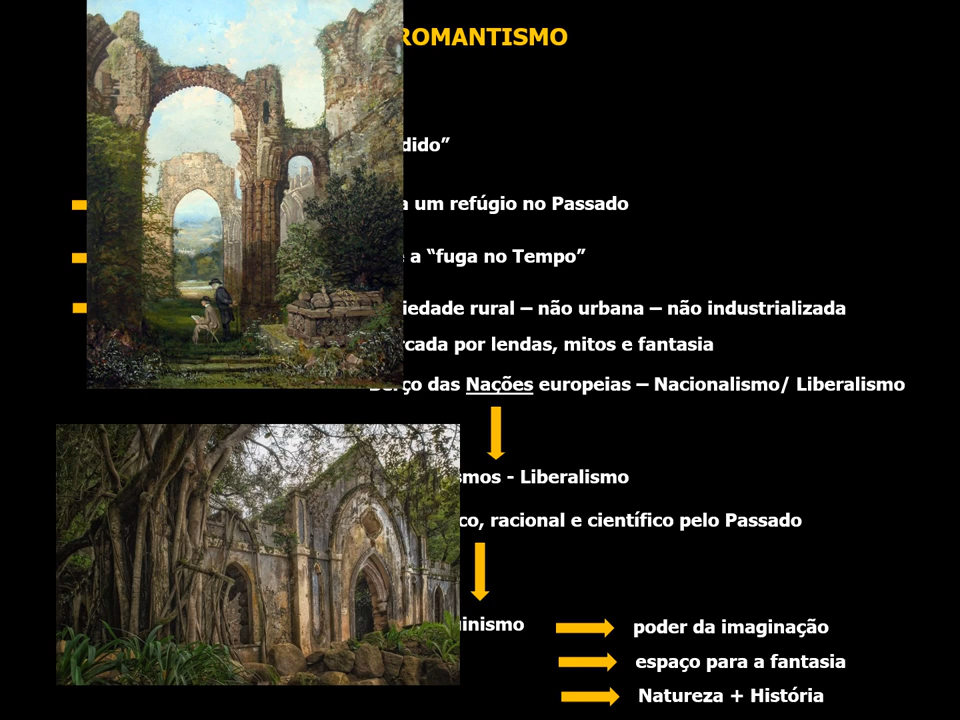 ROMANTISMO
dido”
a um refúgio no Passado
e a “fuga no Tempo”
iedade rural – não urbana – não industrializada
rcada por lendas, mitos e fantasia
Berço das Nações europeias – Nacionalismo/ Liberalismo
smos - Liberalismo
co, racional e científico pelo Passado
inismo
poder da imaginação
espaço para a fantasia
Natureza + História